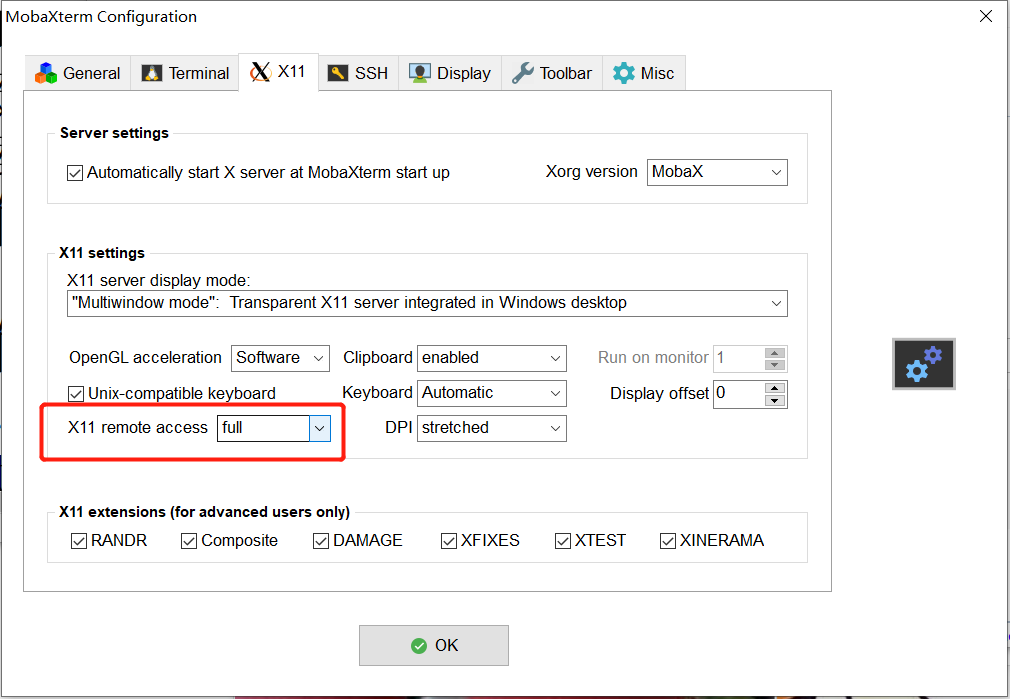 MobaXterm Configuration
General Terminal X11 SSH Display Toolbar Misc
Server settings
Automatically start X server at MobaXterm start up Xorg version MobaX
X11 settings
X11 server display mode:
"Multiwindow mode": Transparent X11 server integrated in Windows desktop
OpenGL acceleration Software Clipboard enabled Run on monitor 1
Unix-compatible keyboard Keyboard Automatic Display offset 0
X11 remote access full DPI stretched
X11 extensions (for advanced users only)
RANDR Composite DAMAGE XFIXES XTEST XINERAMA
OK